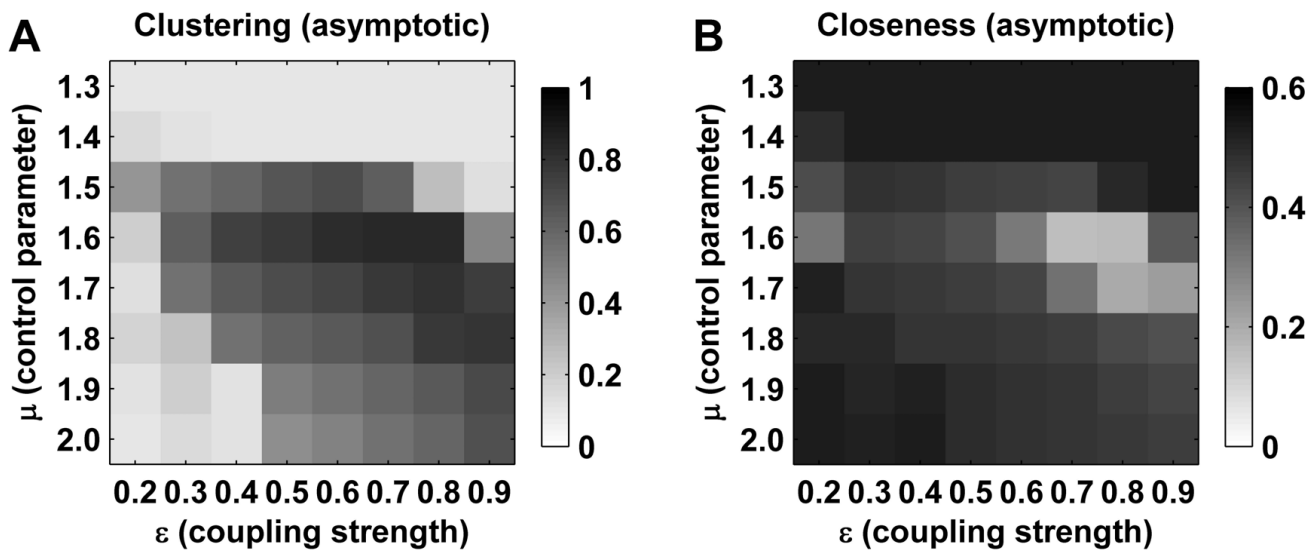 A
Clustering (asymptotic)
μ (control parameter)
1.3
1.4
1.5
1.6
1.7
1.8
1.9
2.0
0.2 0.3 0.4 0.5 0.6 0.7 0.8 0.9
ε (coupling strength)
1
0.8
0.6
0.4
0.2
0
B
Closeness (asymptotic)
μ (control parameter)
1.3
1.4
1.5
1.6
1.7
1.8
1.9
2.0
0.2 0.3 0.4 0.5 0.6 0.7 0.8 0.9
ε (coupling strength)
0.6
0.4
0.2
0